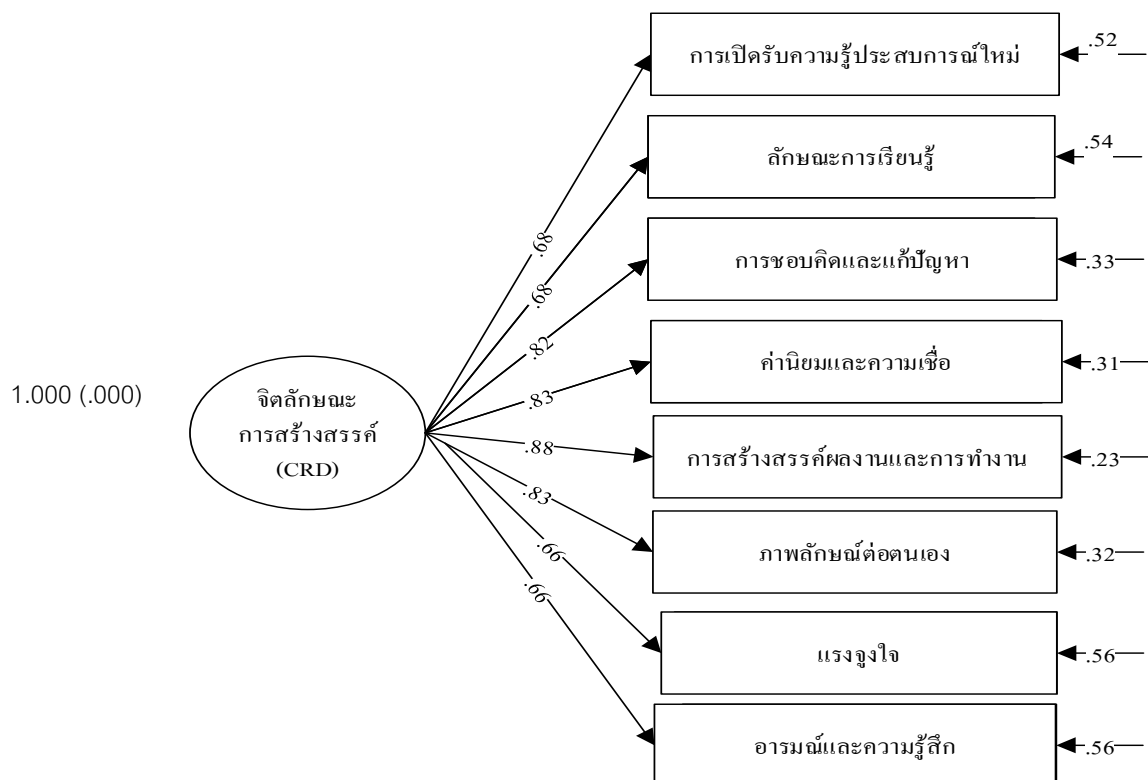 การเปิดรับความรู้ประสบการณ์ใหม่
.52
ลักษณะการเรียนรู้
.54
.68
.68
การชอบคิดและแก้ปัญหา
.33
.82
1.000 (.000)
จิตลักษณะ
การสร้างสรรค์
(CRD)
.83
ค่านิยมและความเชื่อ
.31
.88
การสร้างสรรค์ผลงานและการทำงาน
.23
.83
ภาพลักษณ์ต่อตนเอง
.32
.66
แรงจูงใจ
.56
.66
อารมณ์และความรู้สึก
.56